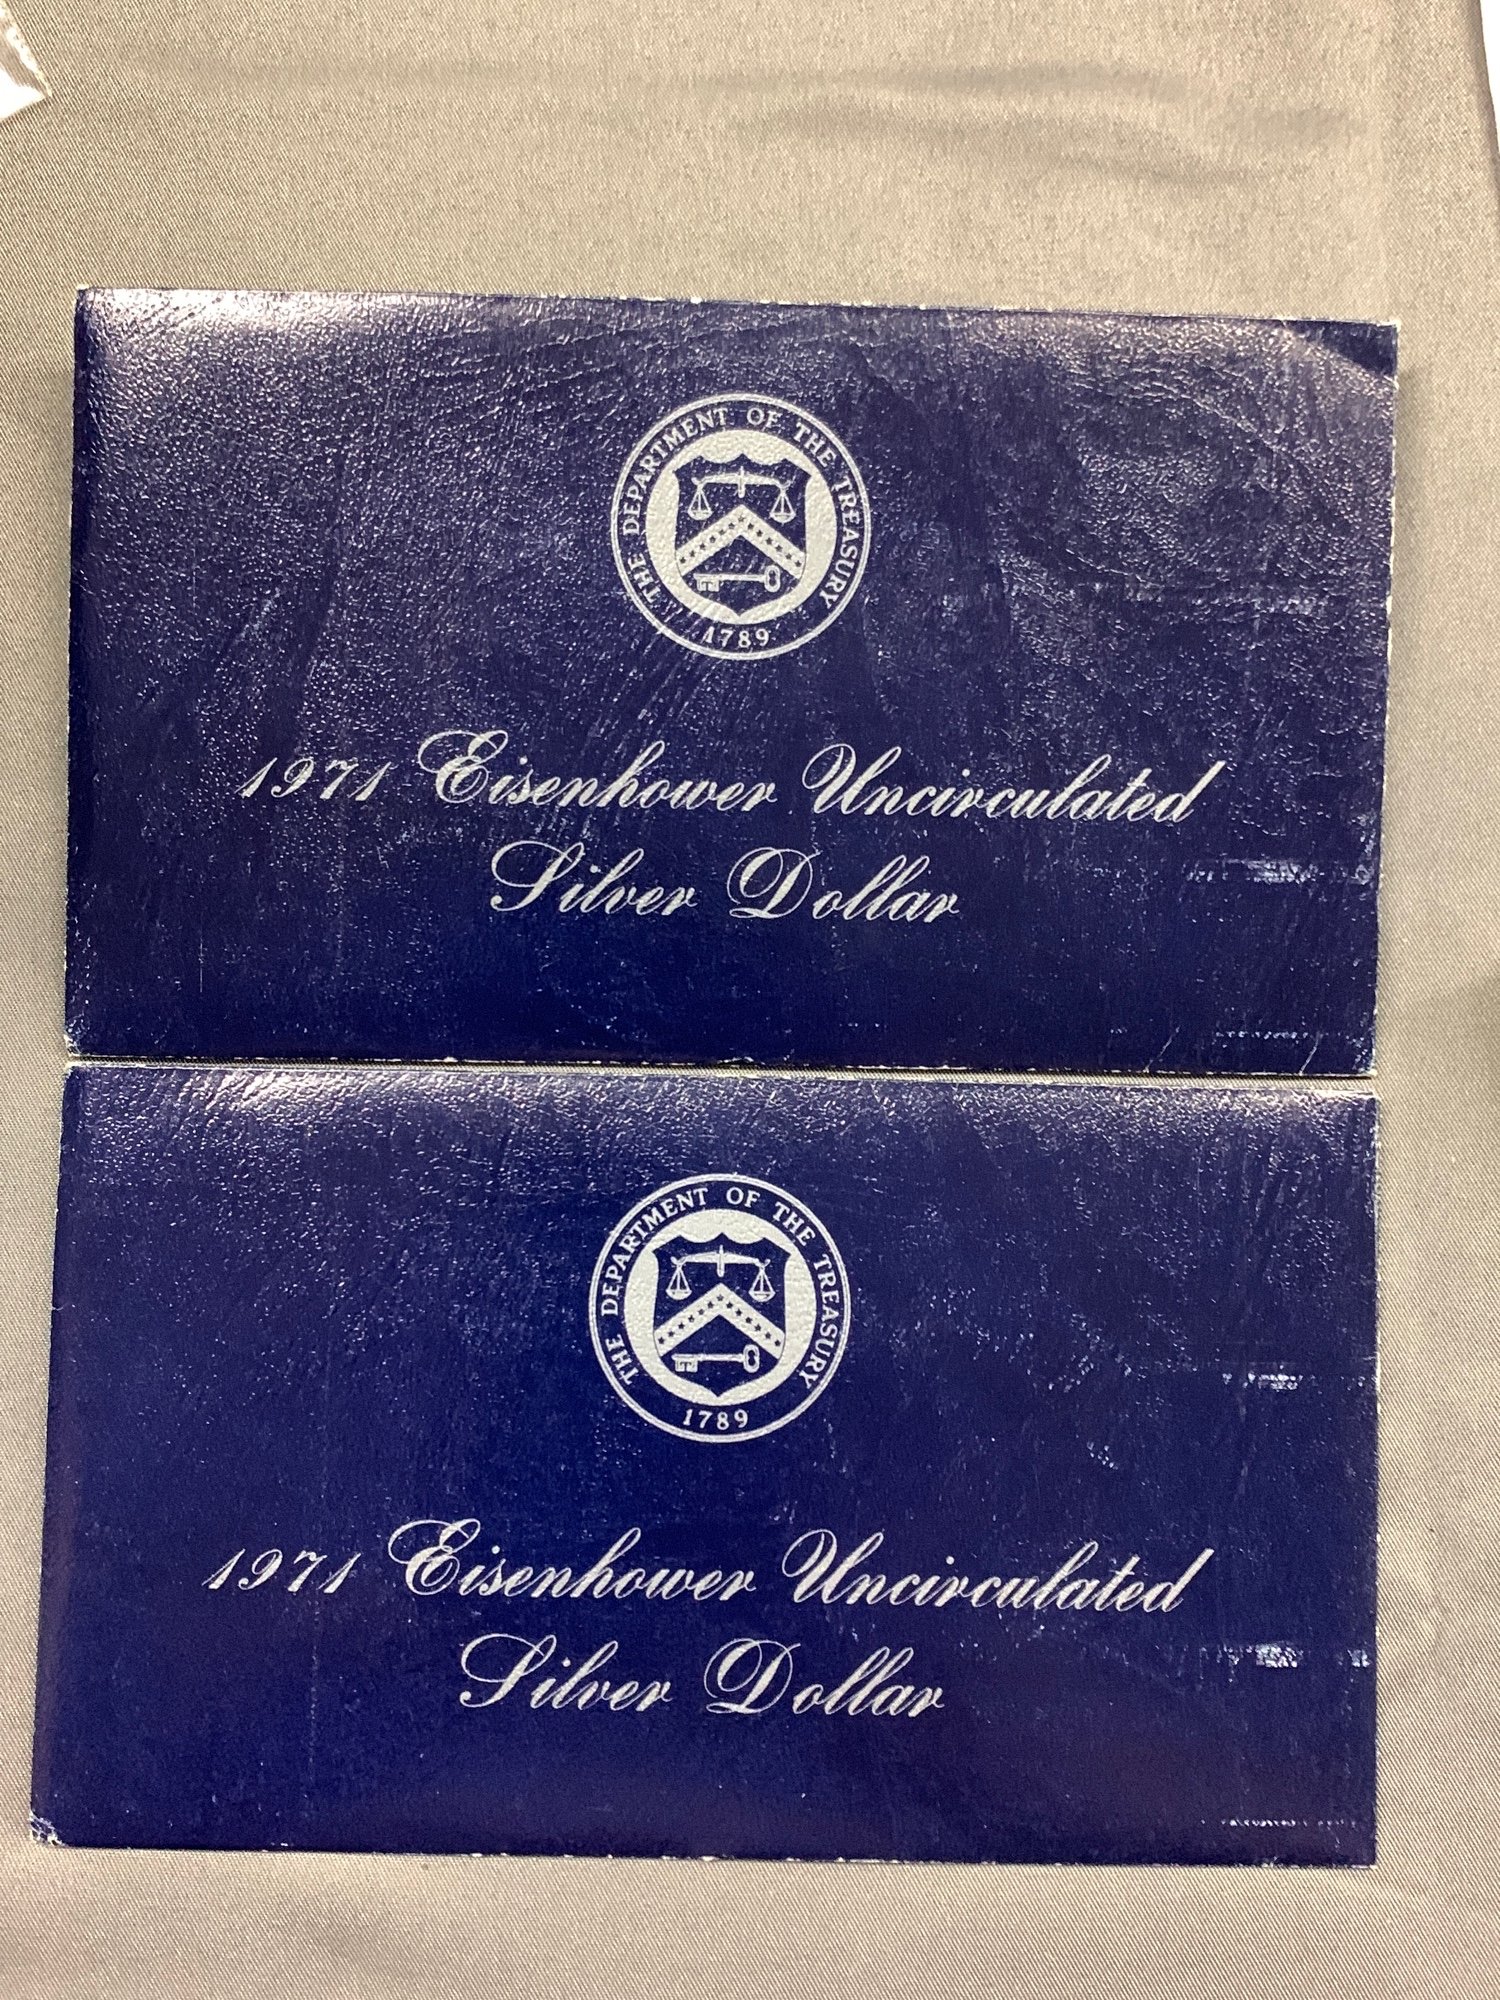 THE DEPARTMENT OF THE TREASURY
1789
1971 Eisenhower Uncirculated
Silver Dollar
THE DEPARTMENT OF THE TREASURY
1789
1971 Eisenhower Uncirculated
Silver Dollar